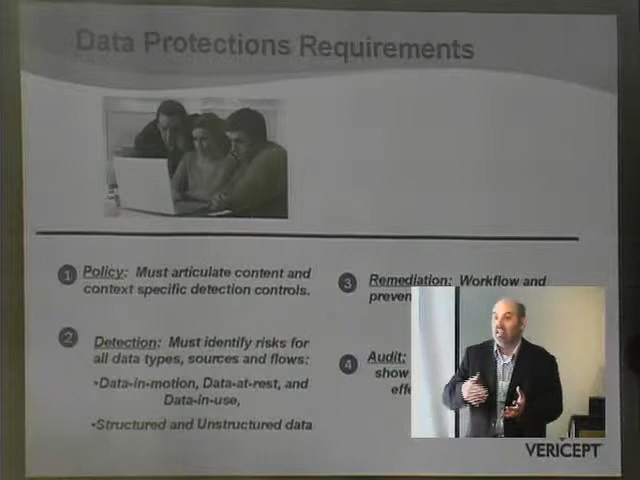 Data Protections Requirements
1 Policy: Must articulate content and
context specific detection controls.
2 Detection: Must identify risks for
all data types, sources and flows:
•Data-in-motion, Data-at-rest, and
Data-in-use,
•Structured and Unstructured data
3 Remediation: Workflow and
preven
4 Audit:
show
effe
VERICEPT